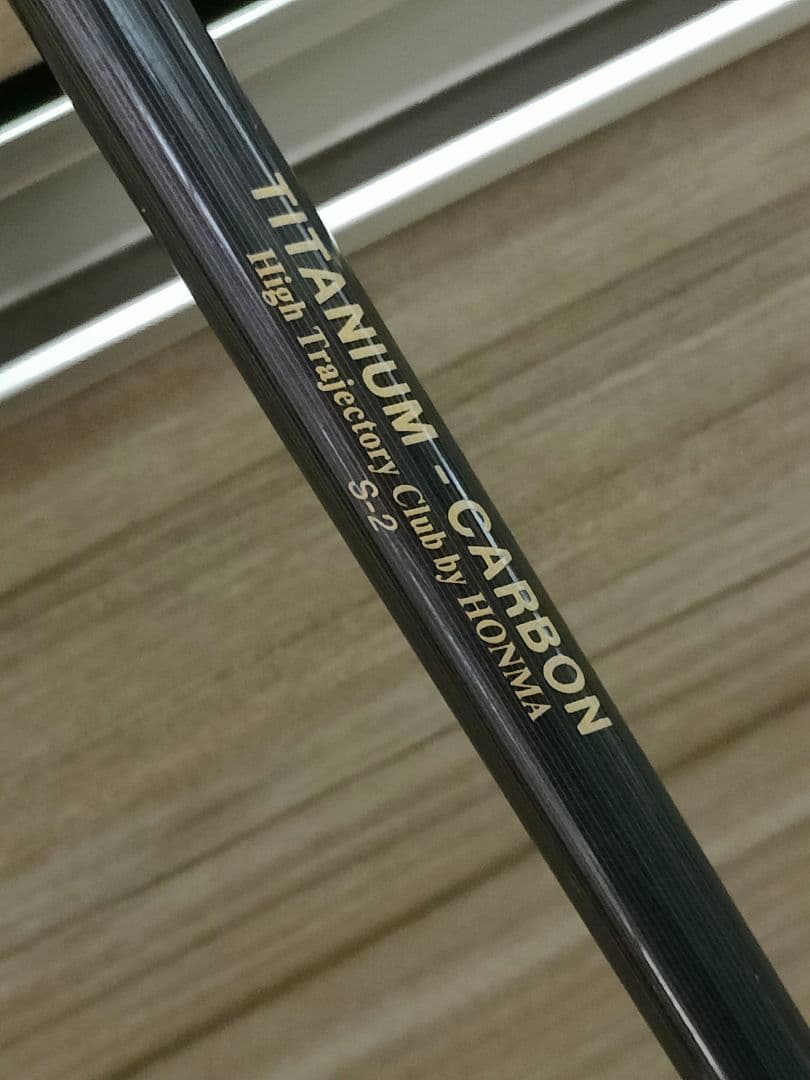 TITANIUM - CARBON
High Trajectory Club by HONMA
S-2